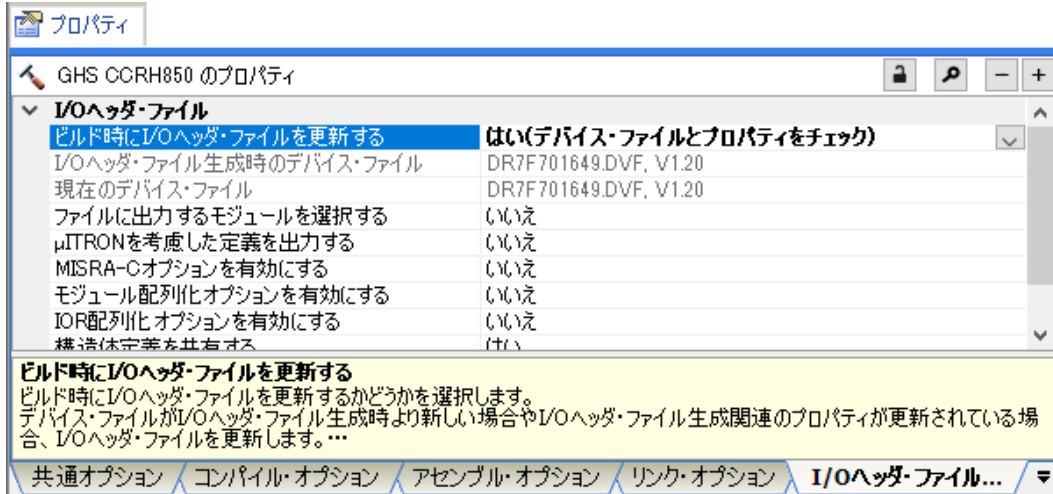 プロパティ
GHS CCRH850 のプロパティ
I/Oヘッダ・ファイル
ビルド時にI/Oヘッダ・ファイルを更新する はい(デバイス・ファイルとプロパティをチェック)
I/Oヘッダ・ファイル生成時のデバイス・ファイル DR7F701649.DVF, V1.20
現在のデバイス・ファイル DR7F701649.DVF, V1.20
ファイルに出力するモジュールを選択する いいえ
μITRONを考慮した定義を出力する いいえ
MISRA-Cオプションを有効にする いいえ
モジュール配列化オプションを有効にする いいえ
IOR配列化オプションを有効にする いいえ
構造体定義を共有する はい
ビルド時にI/Oヘッダ・ファイルを更新する
ビルド時にI/Oヘッダ・ファイルを更新するかどうかを選択します。
デバイス・ファイルがI/Oヘッダ・ファイル生成時より新しい場合やI/Oヘッダ・ファイル生成関連のプロパティが更新されている場
合、I/Oヘッダ・ファイルを更新します。…
共通オプション コンパイル・オプション アセンブル・オプション リンク・オプション I/Oヘッダ・ファイル...